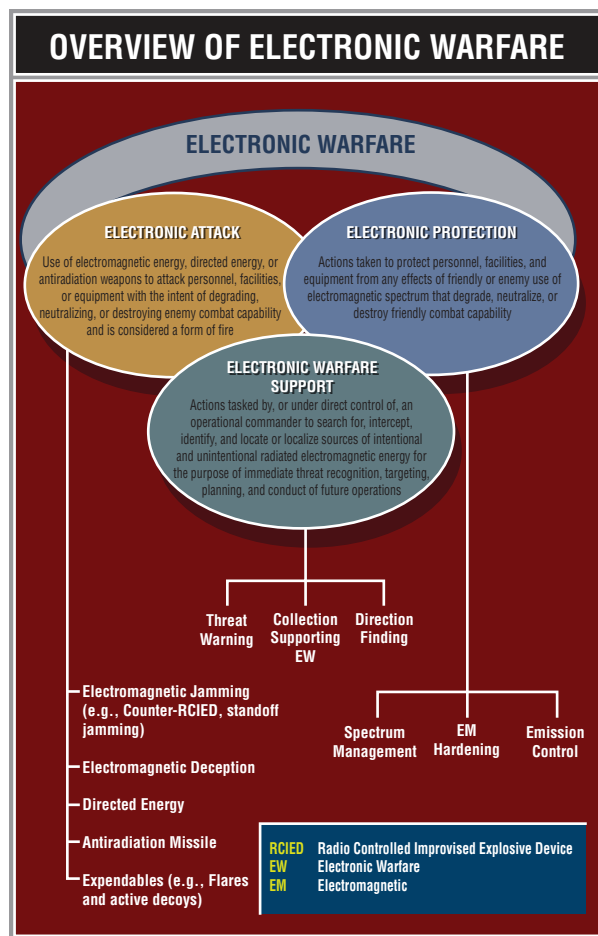 OVERVIEW OF ELECTRONIC WARFARE
ELECTRONIC WARFARE
ELECTRONIC ATTACK
Use of electromagnetic energy, directed energy, or
antiradiation weapons to attack personnel, facilities,
or equipment with the intent of degrading,
neutralizing, or destroying enemy combat capability
and is considered a form of fire
ELECTRONIC PROTECTION
Actions taken to protect personnel, facilities, and
equipment from any effects of friendly or enemy use of
electromagnetic spectrum that degrade, neutralize, or
destroy friendly combat capability
ELECTRONIC WARFARE
SUPPORT
Actions tasked by, or under direct control of, an
operational commander to search for, intercept,
identify, and locate or localize sources of intentional
and unintentional radiated electromagnetic energy for
the purpose of immediate threat recognition, targeting,
planning, and conduct of future operations
Threat
Warning
Collection
Supporting
EW
Direction
Finding
Electromagnetic Jamming
(e.g., Counter-RCIED, standoff
jamming)
Electromagnetic Deception
Directed Energy
Antiradiation Missile
Expendables (e.g., Flares
and active decoys)
Spectrum
Management
EM
Hardening
Emission
Control
RCIED Radio Controlled Improvised Explosive Device
EW Electronic Warfare
EM Electromagnetic